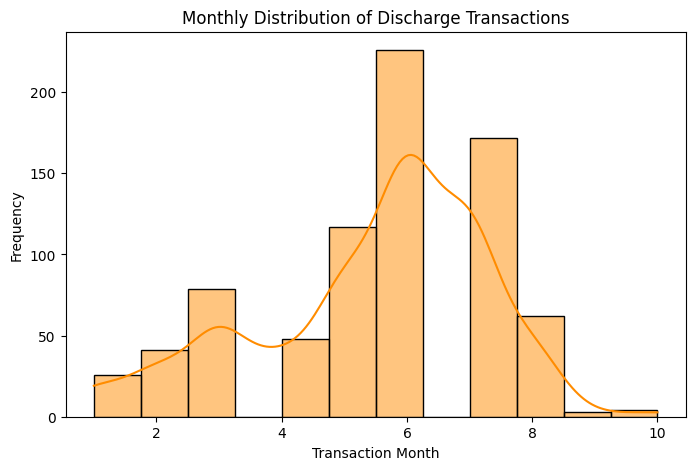 Monthly Distribution of Discharge Transactions
Frequency
200
150
100
50
0
2 4 6 8 10
Transaction Month